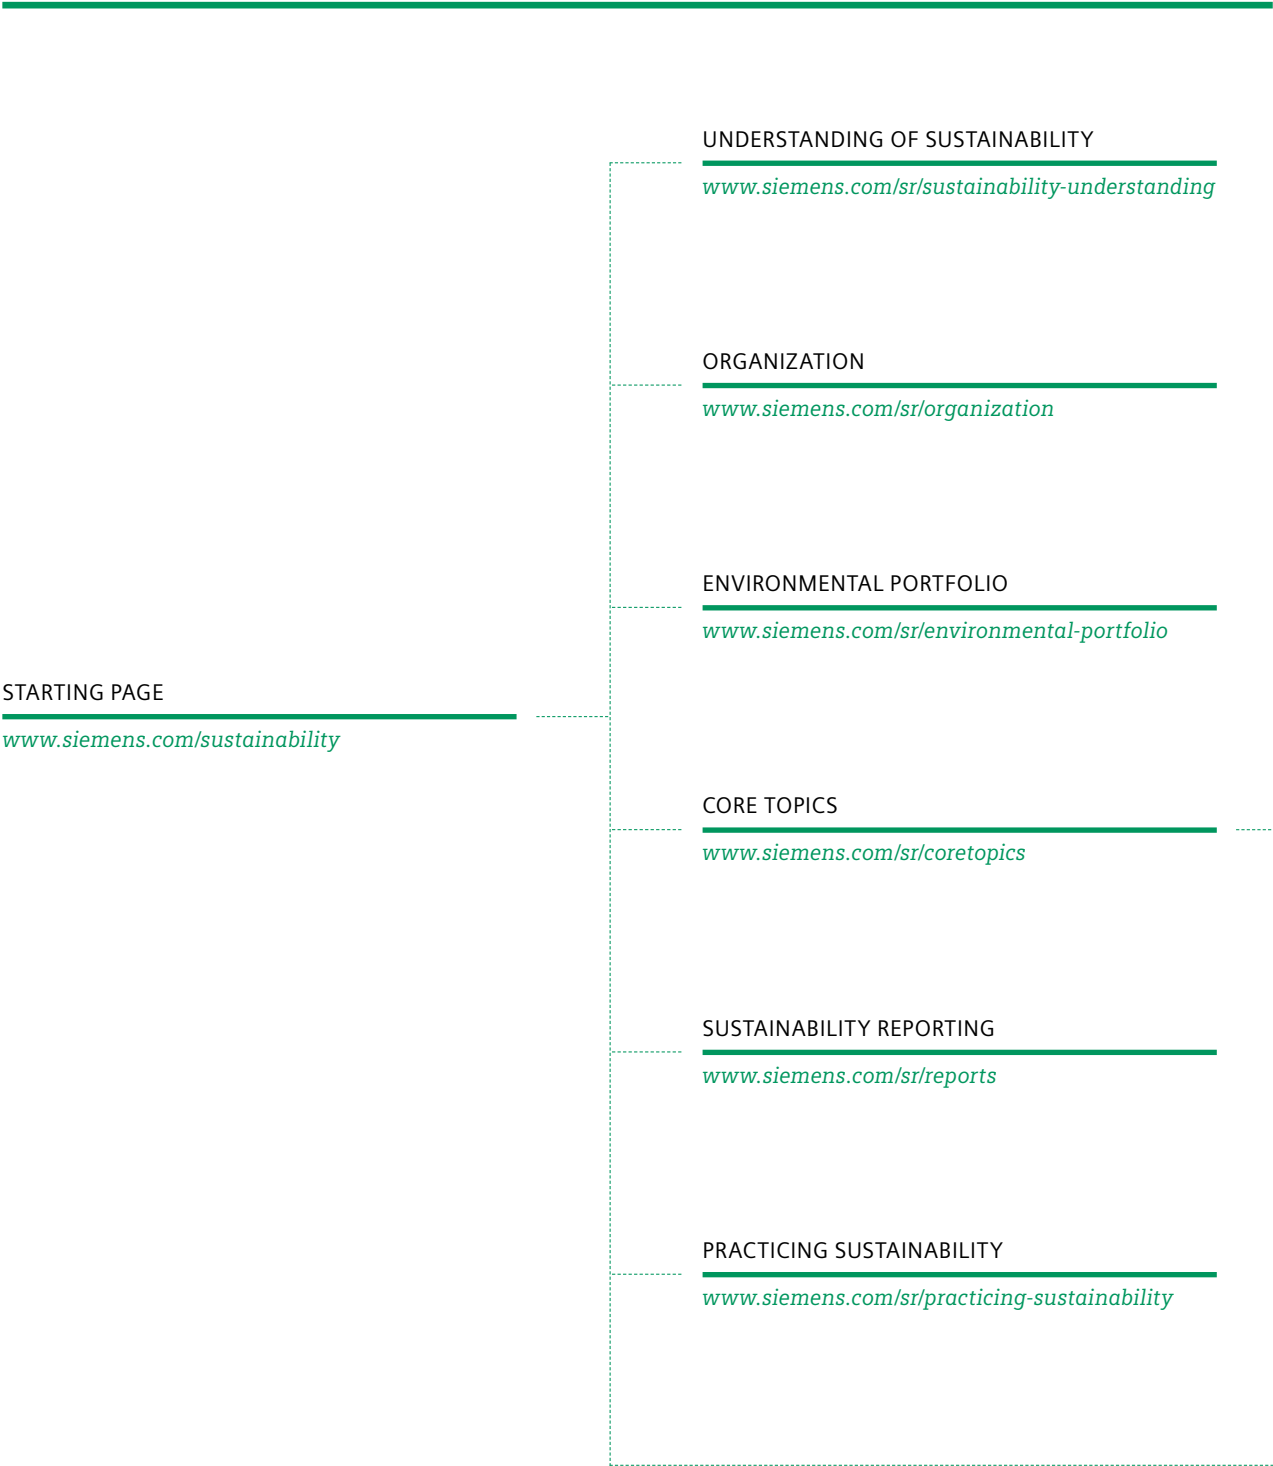 UNDERSTANDING OF SUSTAINABILITY
www.siemens.com/sr/sustainability-understanding
ORGANIZATION
www.siemens.com/sr/organization
ENVIRONMENTAL PORTFOLIO
www.siemens.com/sr/environmental-portfolio
STARTING PAGE
www.siemens.com/sustainability
CORE TOPICS
www.siemens.com/sr/coretopics
SUSTAINABILITY REPORTING
www.siemens.com/sr/reports
PRACTICING SUSTAINABILITY
www.siemens.com/sr/practicing-sustainability